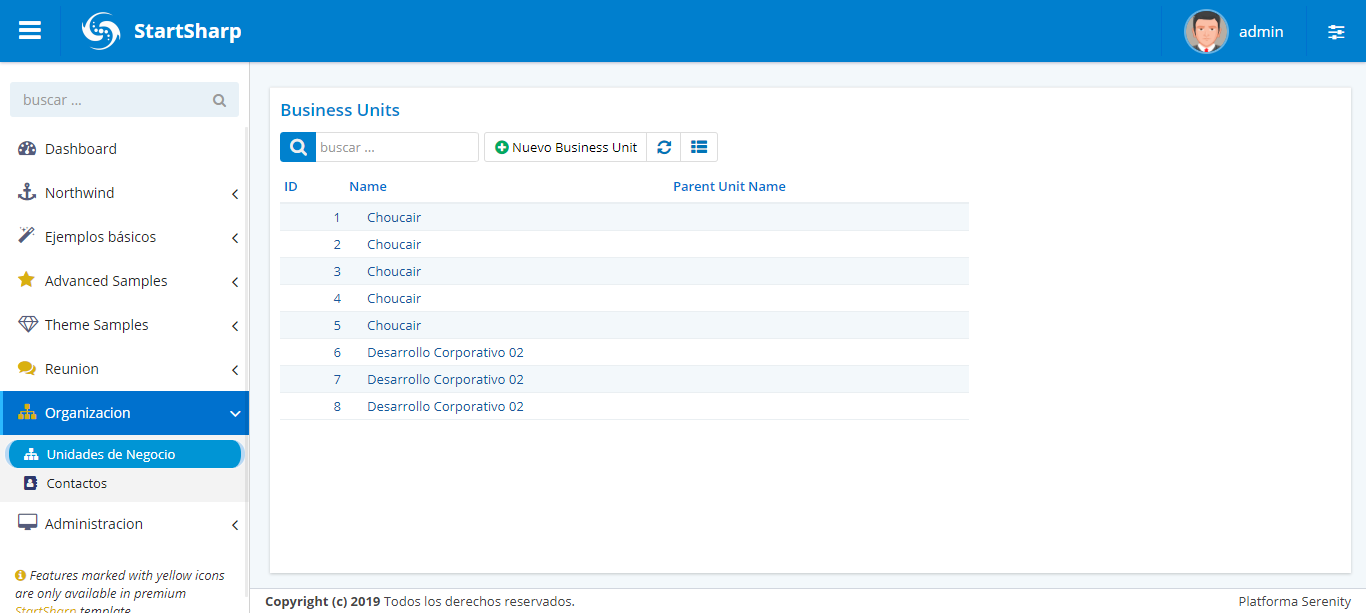 StartSharp
admin
buscar ...
Dashboard
Northwind
Ejemplos básicos
Advanced Samples
Theme Samples
Reunion
Organizacion
Unidades de Negocio
Contactos
Administracion
Features marked with yellow icons
are only available in premium
StartSharp template
Business Units
buscar ...
Nuevo Business Unit
ID Name Parent Unit Name
1 Choucair
2 Choucair
3 Choucair
4 Choucair
5 Choucair
6 Desarrollo Corporativo 02
7 Desarrollo Corporativo 02
8 Desarrollo Corporativo 02
Copyright (c) 2019 Todos los derechos reservados.
Platforma Serenity